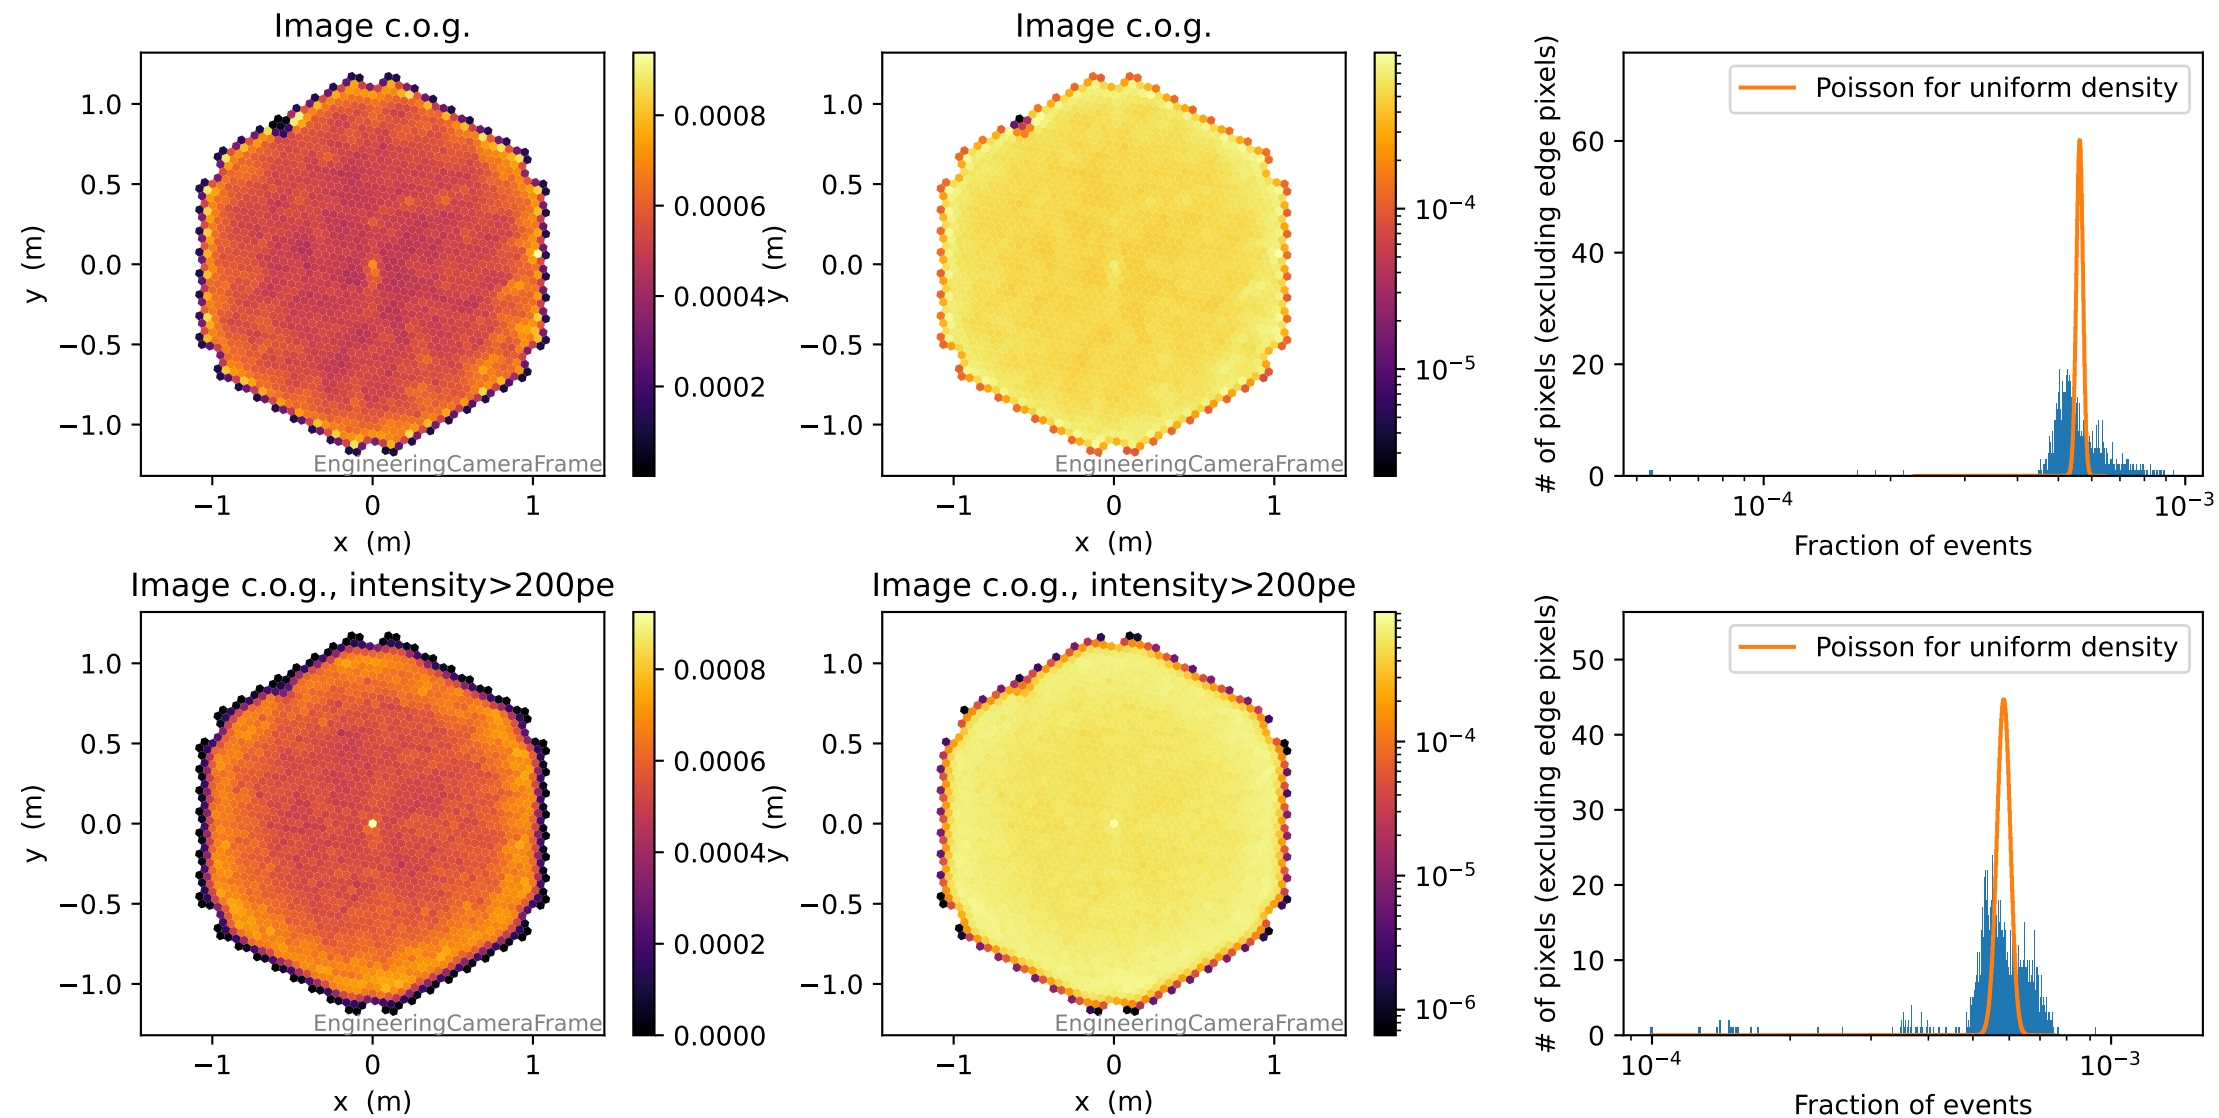 Image c.o.g.
1.0
0.5
0.0
−0.5
−1.0
y (m)
−1
0
1
x (m)
EngineeringCameraFrame
0.0008
0.0006
0.0004
0.0002
Image c.o.g.
1.0
0.5
0.0
−0.5
−1.0
y (m)
−1
0
1
x (m)
EngineeringCameraFrame
10−4
10−5
# of pixels (excluding edge pixels)
60
40
20
0
Poisson for uniform density
10−4
10−3
Fraction of events
Image c.o.g., intensity>200pe
1.0
0.5
0.0
−0.5
−1.0
y (m)
−1
0
1
x (m)
EngineeringCameraFrame
0.0008
0.0006
0.0004
0.0002
0.0000
Image c.o.g., intensity>200pe
1.0
0.5
0.0
−0.5
−1.0
y (m)
−1
0
1
x (m)
EngineeringCameraFrame
10−4
10−5
10−6
# of pixels (excluding edge pixels)
50
40
30
20
10
0
Poisson for uniform density
10−4
10−3
Fraction of events